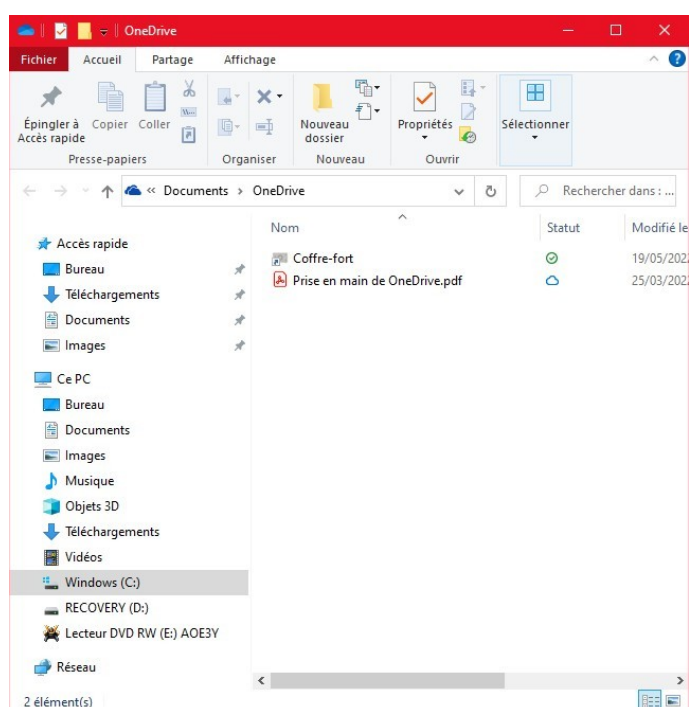 OneDrive
Fichier Accueil Partage Affichage
Épingler à Accès rapide
Copier
Coller
Nouveau dossier
Propriétés
Sélectionner
Presse-papiers Organiser Nouveau Ouvrir
« Documents > OneDrive
Rechercher dans : ...
Nom Statut Modifié le
Coffre-fort 19/05/202
Prise en main de OneDrive.pdf 25/03/202
Accès rapide
Bureau
Téléchargements
Documents
Images
Ce PC
Bureau
Documents
Images
Musique
Objets 3D
Téléchargements
Vidéos
Windows (C:)
RECOVERY (D:)
Lecteur DVD RW (E:) AOE3Y
Réseau
2 élément(s)